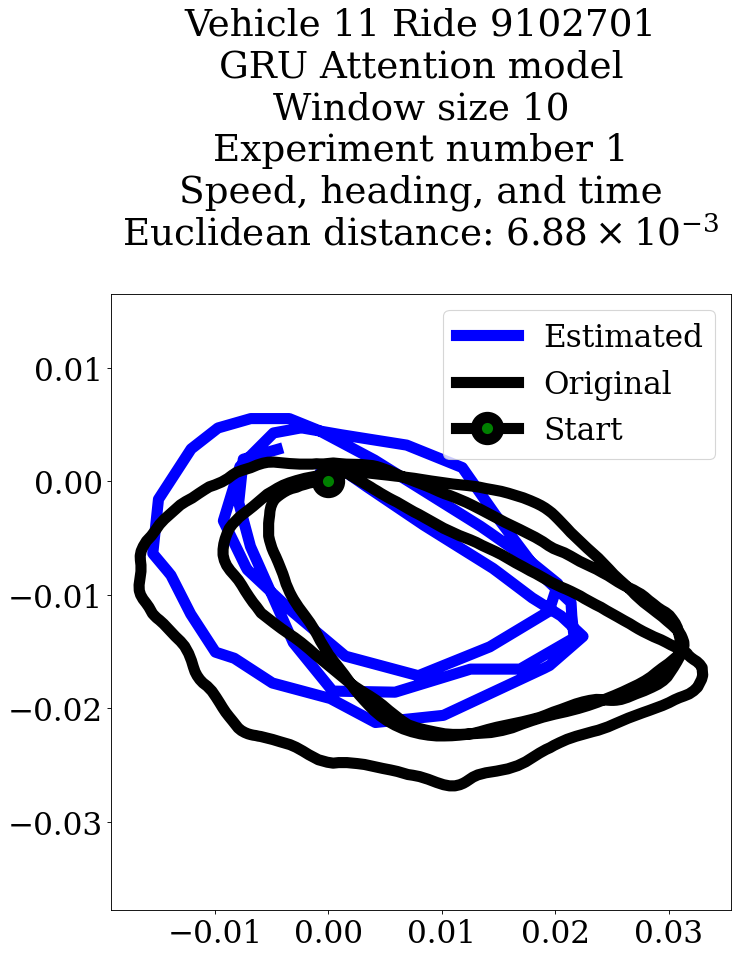 Vehicle 11 Ride 9102701
GRU Attention model
Window size 10
Experiment number 1
Speed, heading, and time
Euclidean distance: 6.88 × 10⁻³
Estimated
Original
Start
0.01
0.00
−0.01
−0.02
−0.03
−0.01 0.00 0.01 0.02 0.03